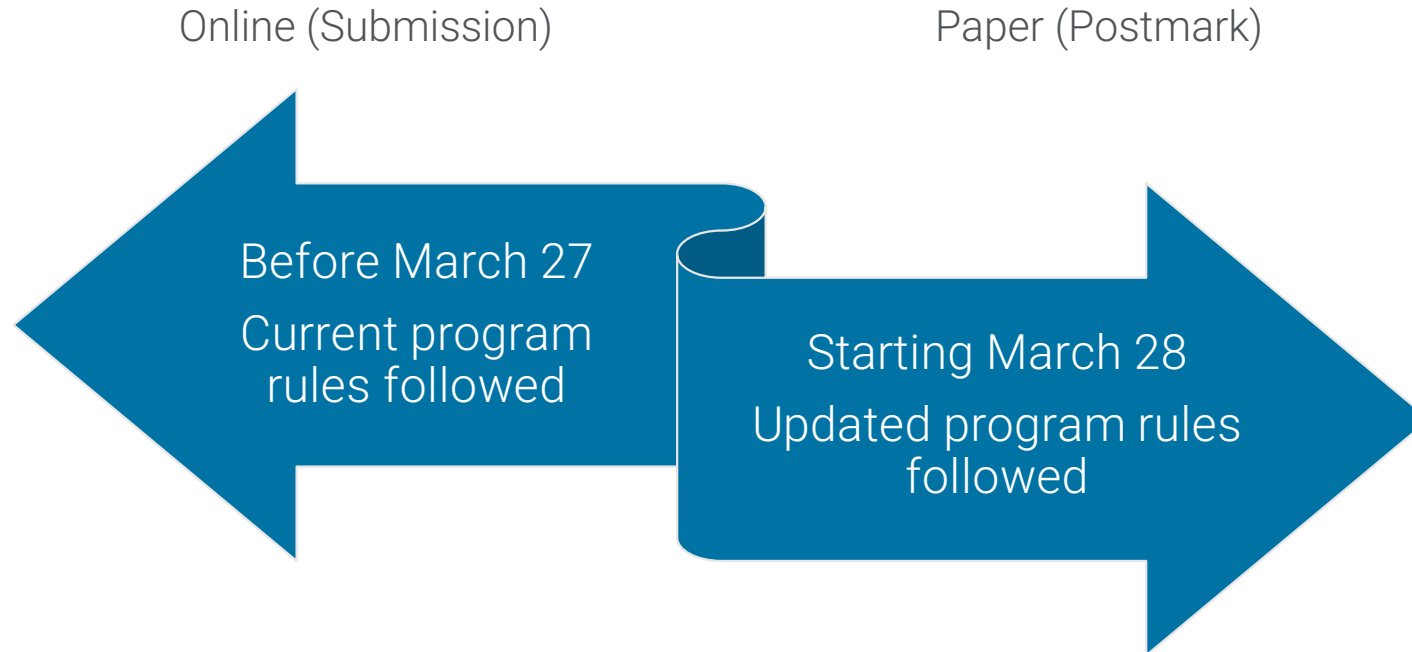 Online (Submission)
Paper (Postmark)
Before March 27
Current program
rules followed
Starting March 28
Updated program rules
followed